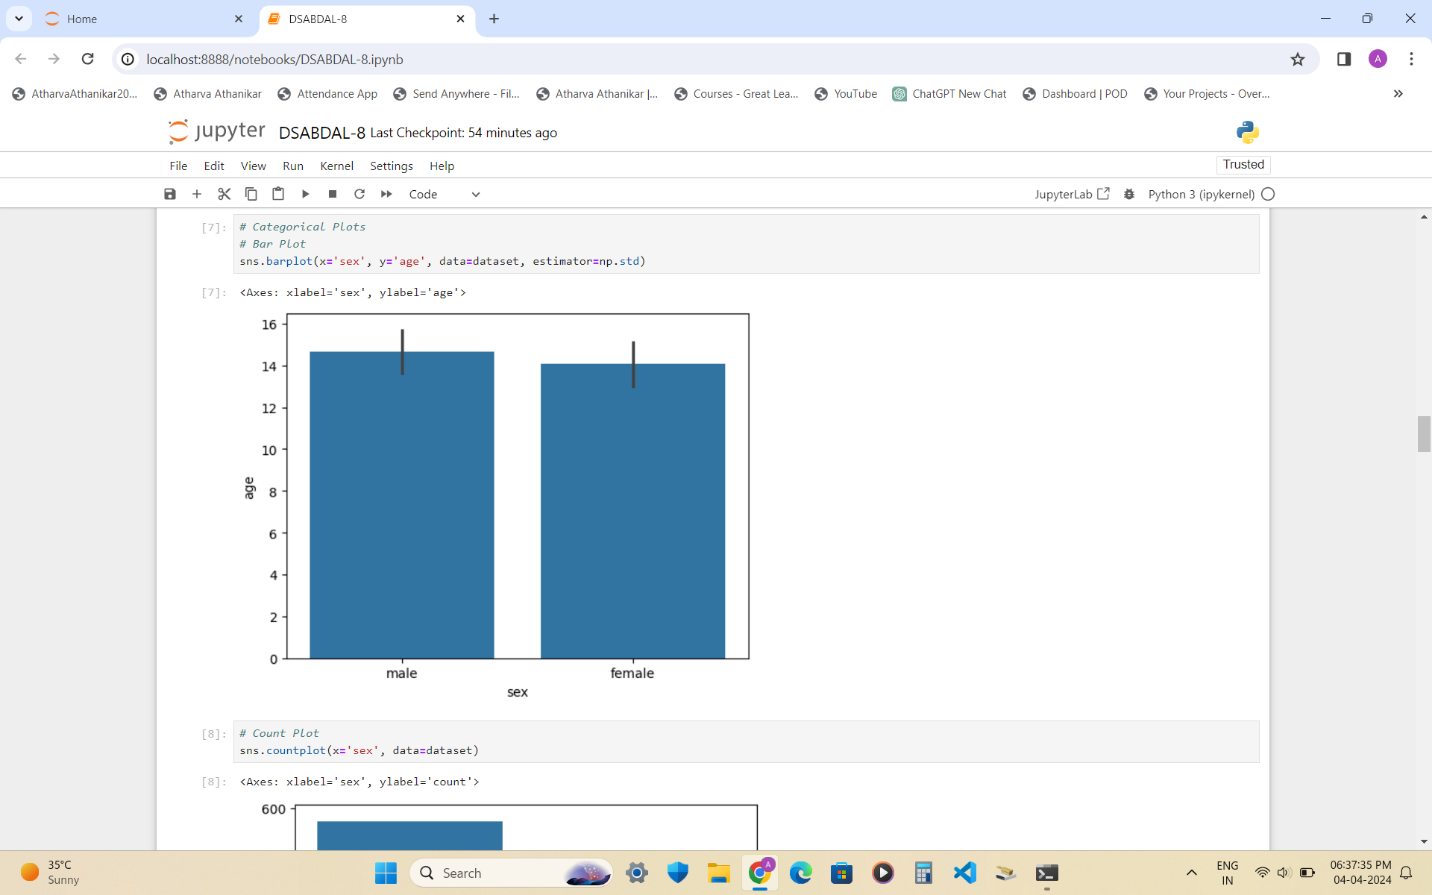 Home
DSABDAL-8
localhost:8888/notebooks/DSABDAL-8.ipynb
A
AtharvaAthanikar20...
Atharva Athanikar
Attendance App
Send Anywhere - Fil...
Atharva Athanikar |...
Courses - Great Lea...
YouTube
ChatGPT New Chat
Dashboard | POD
Your Projects - Over...
jupyter DSABDAL-8 Last Checkpoint: 54 minutes ago
File Edit View Run Kernel Settings Help
Trusted
Code
JupyterLab
Python 3 (ipykernel)
[7]:
# Categorical Plots
# Bar Plot
sns.barplot(x='sex', y='age', data=dataset, estimator=np.std)
[7]: <Axes: xlabel='sex', ylabel='age'>
16
14
12
10
8
6
4
2
0
age
male
female
sex
[8]:
# Count Plot
sns.countplot(x='sex', data=dataset)
[8]: <Axes: xlabel='sex', ylabel='count'>
600
35°C
Sunny
Search
A
ENG
IN
06:37:35 PM
04-04-2024